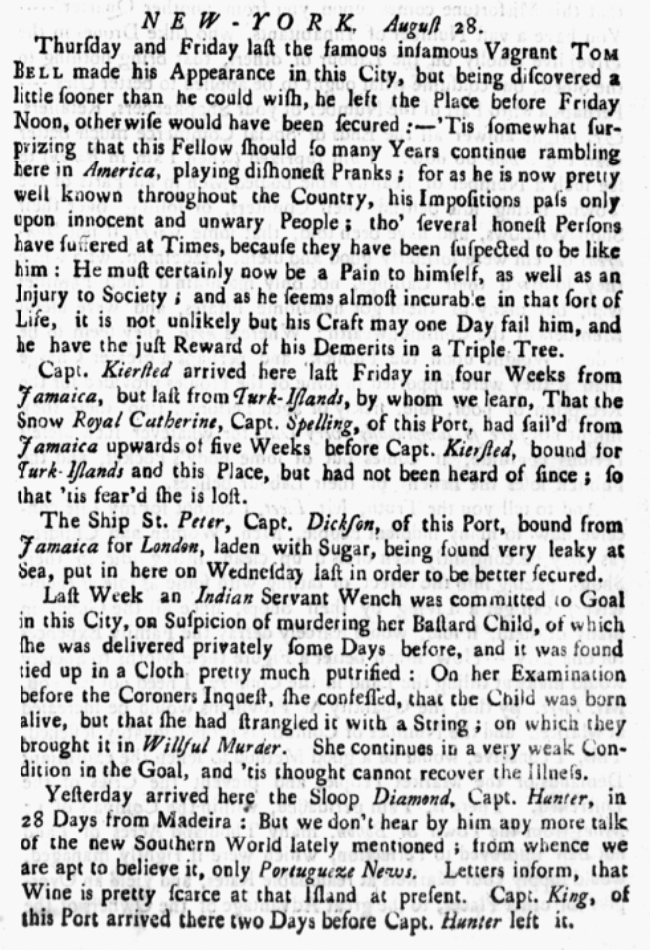 NEW-YORK Auguſt 28.
Thurſday and Friday laſt the famous infamous Vagrant TOM
BELL made his Appearance in this City, but being diſcovered a
little ſooner than he could wiſh, he left the Place before Friday
Noon, otherwiſe would have been ſecured :—'Tis ſomewhat ſur-
prizing that this Fellow ſhould ſo many Years continue rambling
here in America, playing diſhoneſt Pranks ; for as he is now pretty
well known throughout the Country, his Impoſitions paſs only
upon innocent and unwary People ; tho' ſeveral honeſt Perſons
have ſuffered at Times, becauſe they have been ſuſpected to be like
him : He muſt certainly now be a Pain to himſelf, as well as an
Injury to Society ; and as he ſeems almoſt incurable in that ſort of
Life, it is not unlikely but his Craft may one Day fail him, and
he have the juſt Reward of his Demerits in a Triple Tree.
Capt. Kierſted arrived here laſt Friday in four Weeks from
Jamaica, but laſt from Turk-Iſlands, by whom we learn, That the
Snow Royal Catherine, Capt. Spelling, of this Port, had ſail'd from
Jamaica upwards of five Weeks before Capt. Kierſted, bound for
Turk-Iſlands and this Place, but had not been heard of ſince ; ſo
that 'tis fear'd ſhe is loſt.
The Ship St. Peter, Capt. Dickſon, of this Port, bound from
Jamaica for London, laden with Sugar, being found very leaky at
Sea, put in here on Wedneſday laſt in order to be better ſecured.
Laſt Week an Indian Servant Wench was committed to Goal
in this City, on Suſpicion of murdering her Baſtard Child, of which
ſhe was delivered privately ſome Days before, and it was found
tied up in a Cloth pretty much putrified : On her Examination
before the Coroners Inqueſt, ſhe confeſſed, that the Child was born
alive, but that ſhe had ſtrangled it with a String ; on which they
brought it in Willful Murder. She continues in a very weak Con-
dition in the Goal, and 'tis thought cannot recover the Illneſs.
Yeſterday arrived here the Sloop Diamond, Capt. Hunter, in
28 Days from Madeira : But we don't hear by him any more talk
of the new Southern World lately mentioned ; from whence we
are apt to believe it, only Portugueze News. Letters inform, that
Wine is pretty ſcarce at that Iſland at preſent. Capt. King, of
this Port arrived there two Days before Capt. Hunter left it.